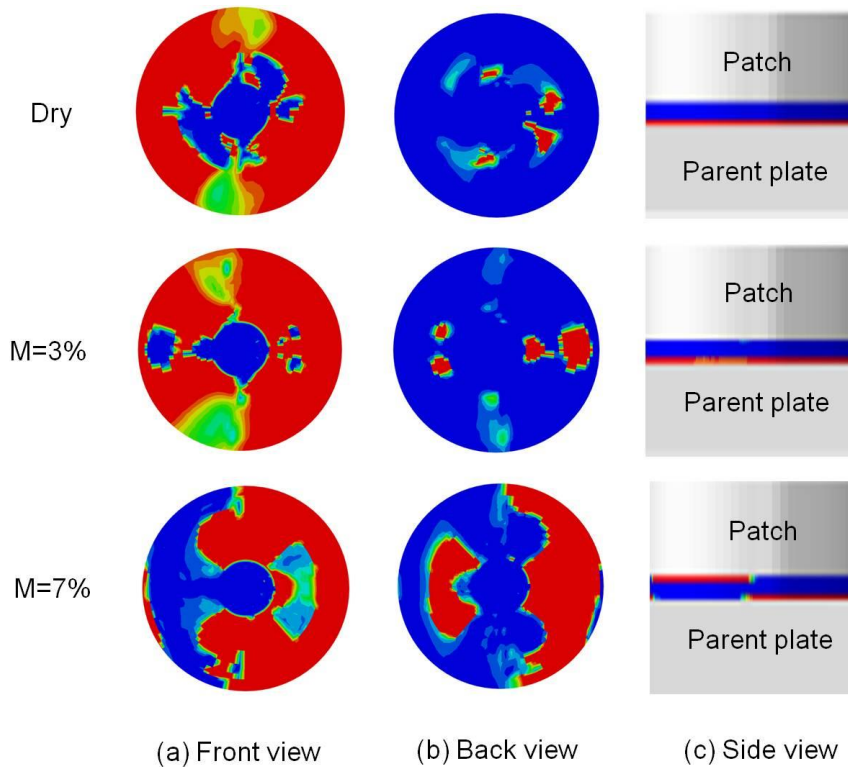 Dry
Patch
Parent plate
M=3%
Patch
Parent plate
M=7%
Patch
Parent plate
(a) Front view
(b) Back view
(c) Side view